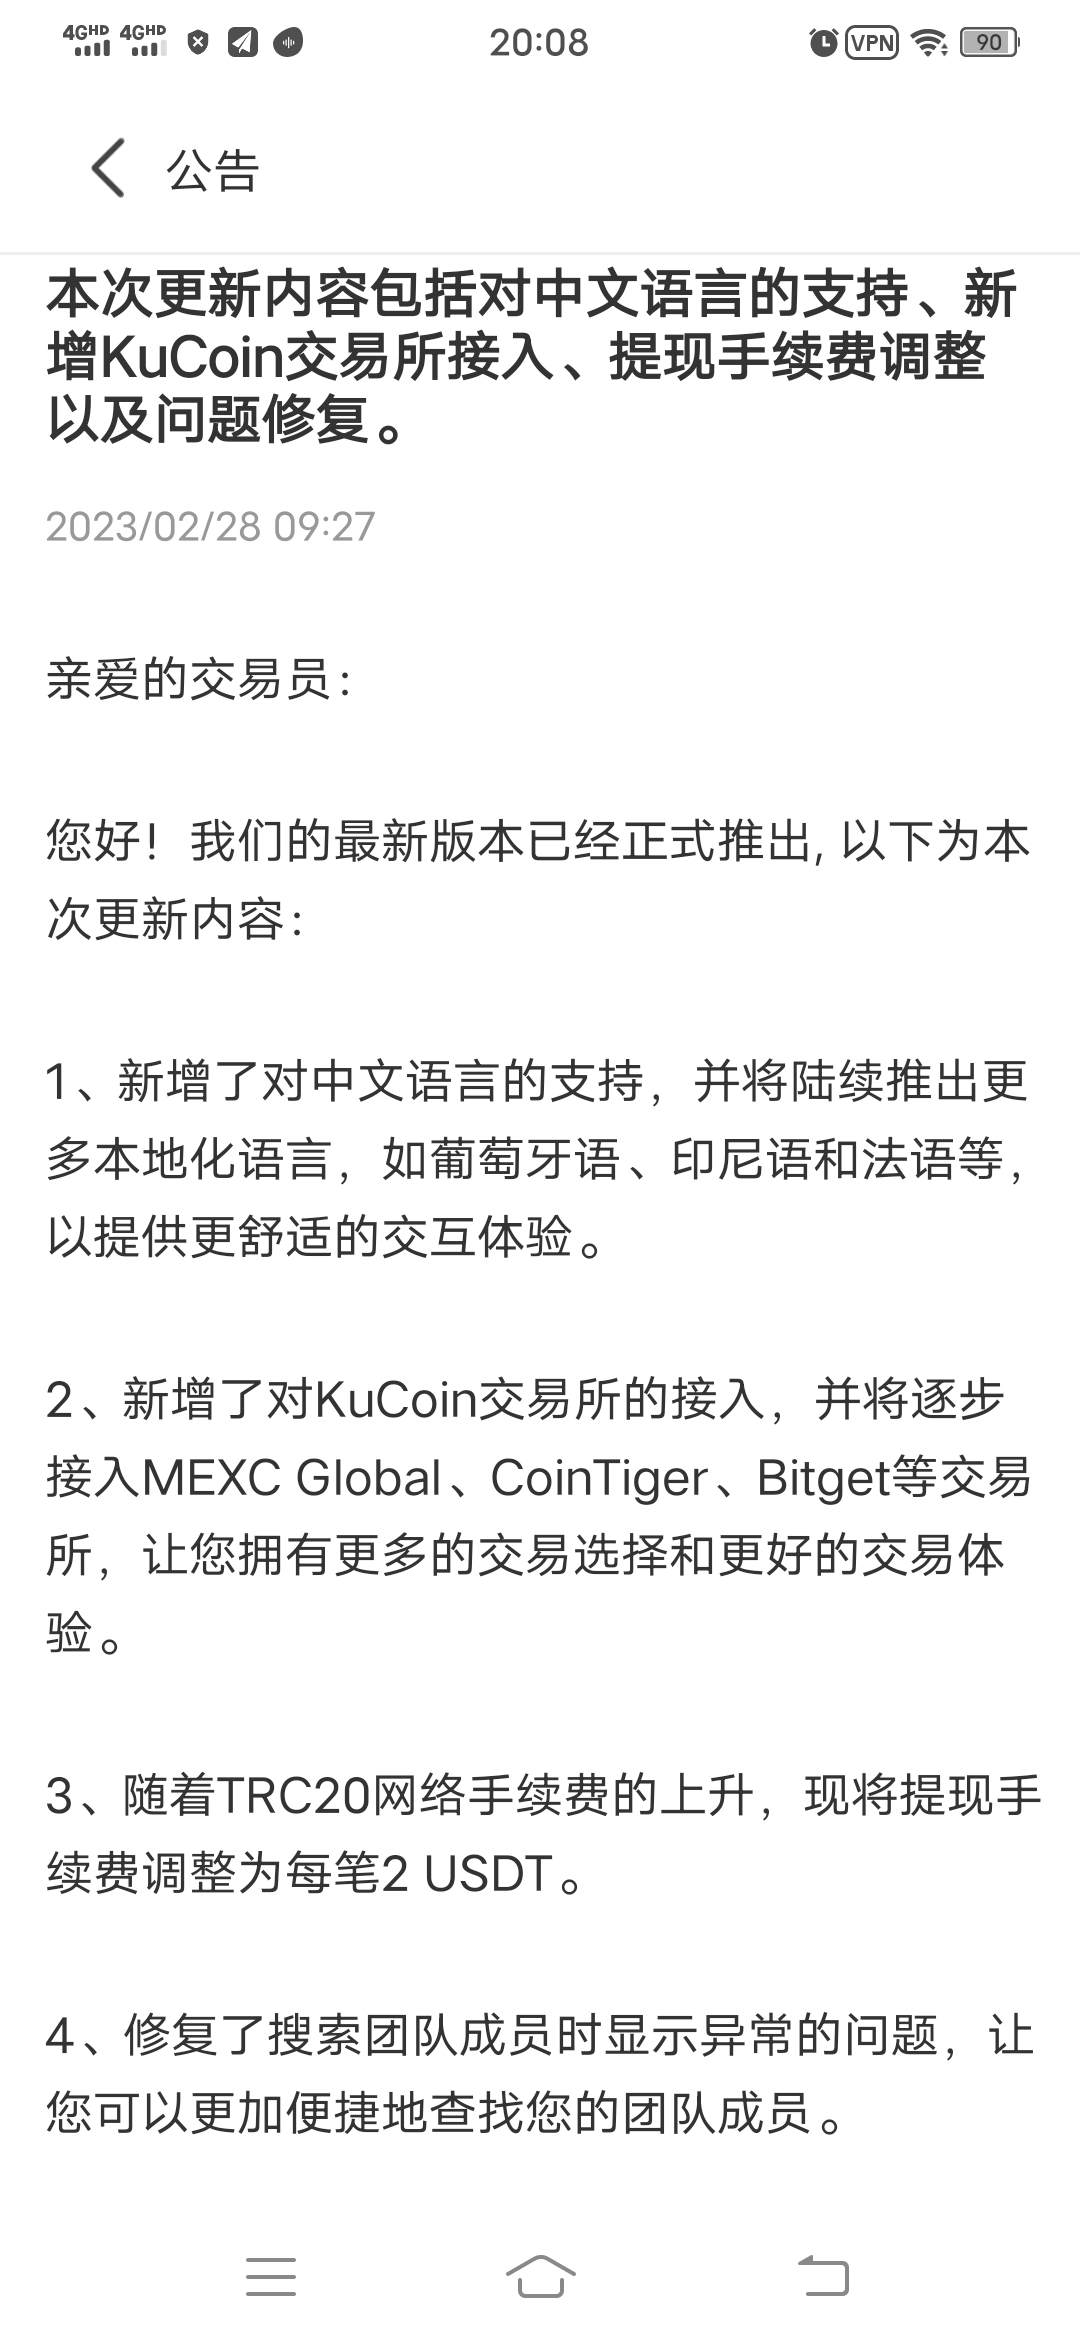 4GHD 4GHD 20:08 VPN 90
公告
本次更新内容包括对中文语言的支持、新
增KuCoin交易所接入、提现手续费调整
以及问题修复。
2023/02/28 09:27
亲爱的交易员：
您好！我们的最新版本已经正式推出, 以下为本
次更新内容：
1、新增了对中文语言的支持，并将陆续推出更
多本地化语言，如葡萄牙语、印尼语和法语等，
以提供更舒适的交互体验。
2、新增了对KuCoin交易所的接入，并将逐步
接入MEXC Global、CoinTiger、Bitget等交易
所，让您拥有更多的交易选择和更好的交易体
验。
3、随着TRC20网络手续费的上升，现将提现手
续费调整为每笔2 USDT。
4、修复了搜索团队成员时显示异常的问题，让
您可以更加便捷地查找您的团队成员。